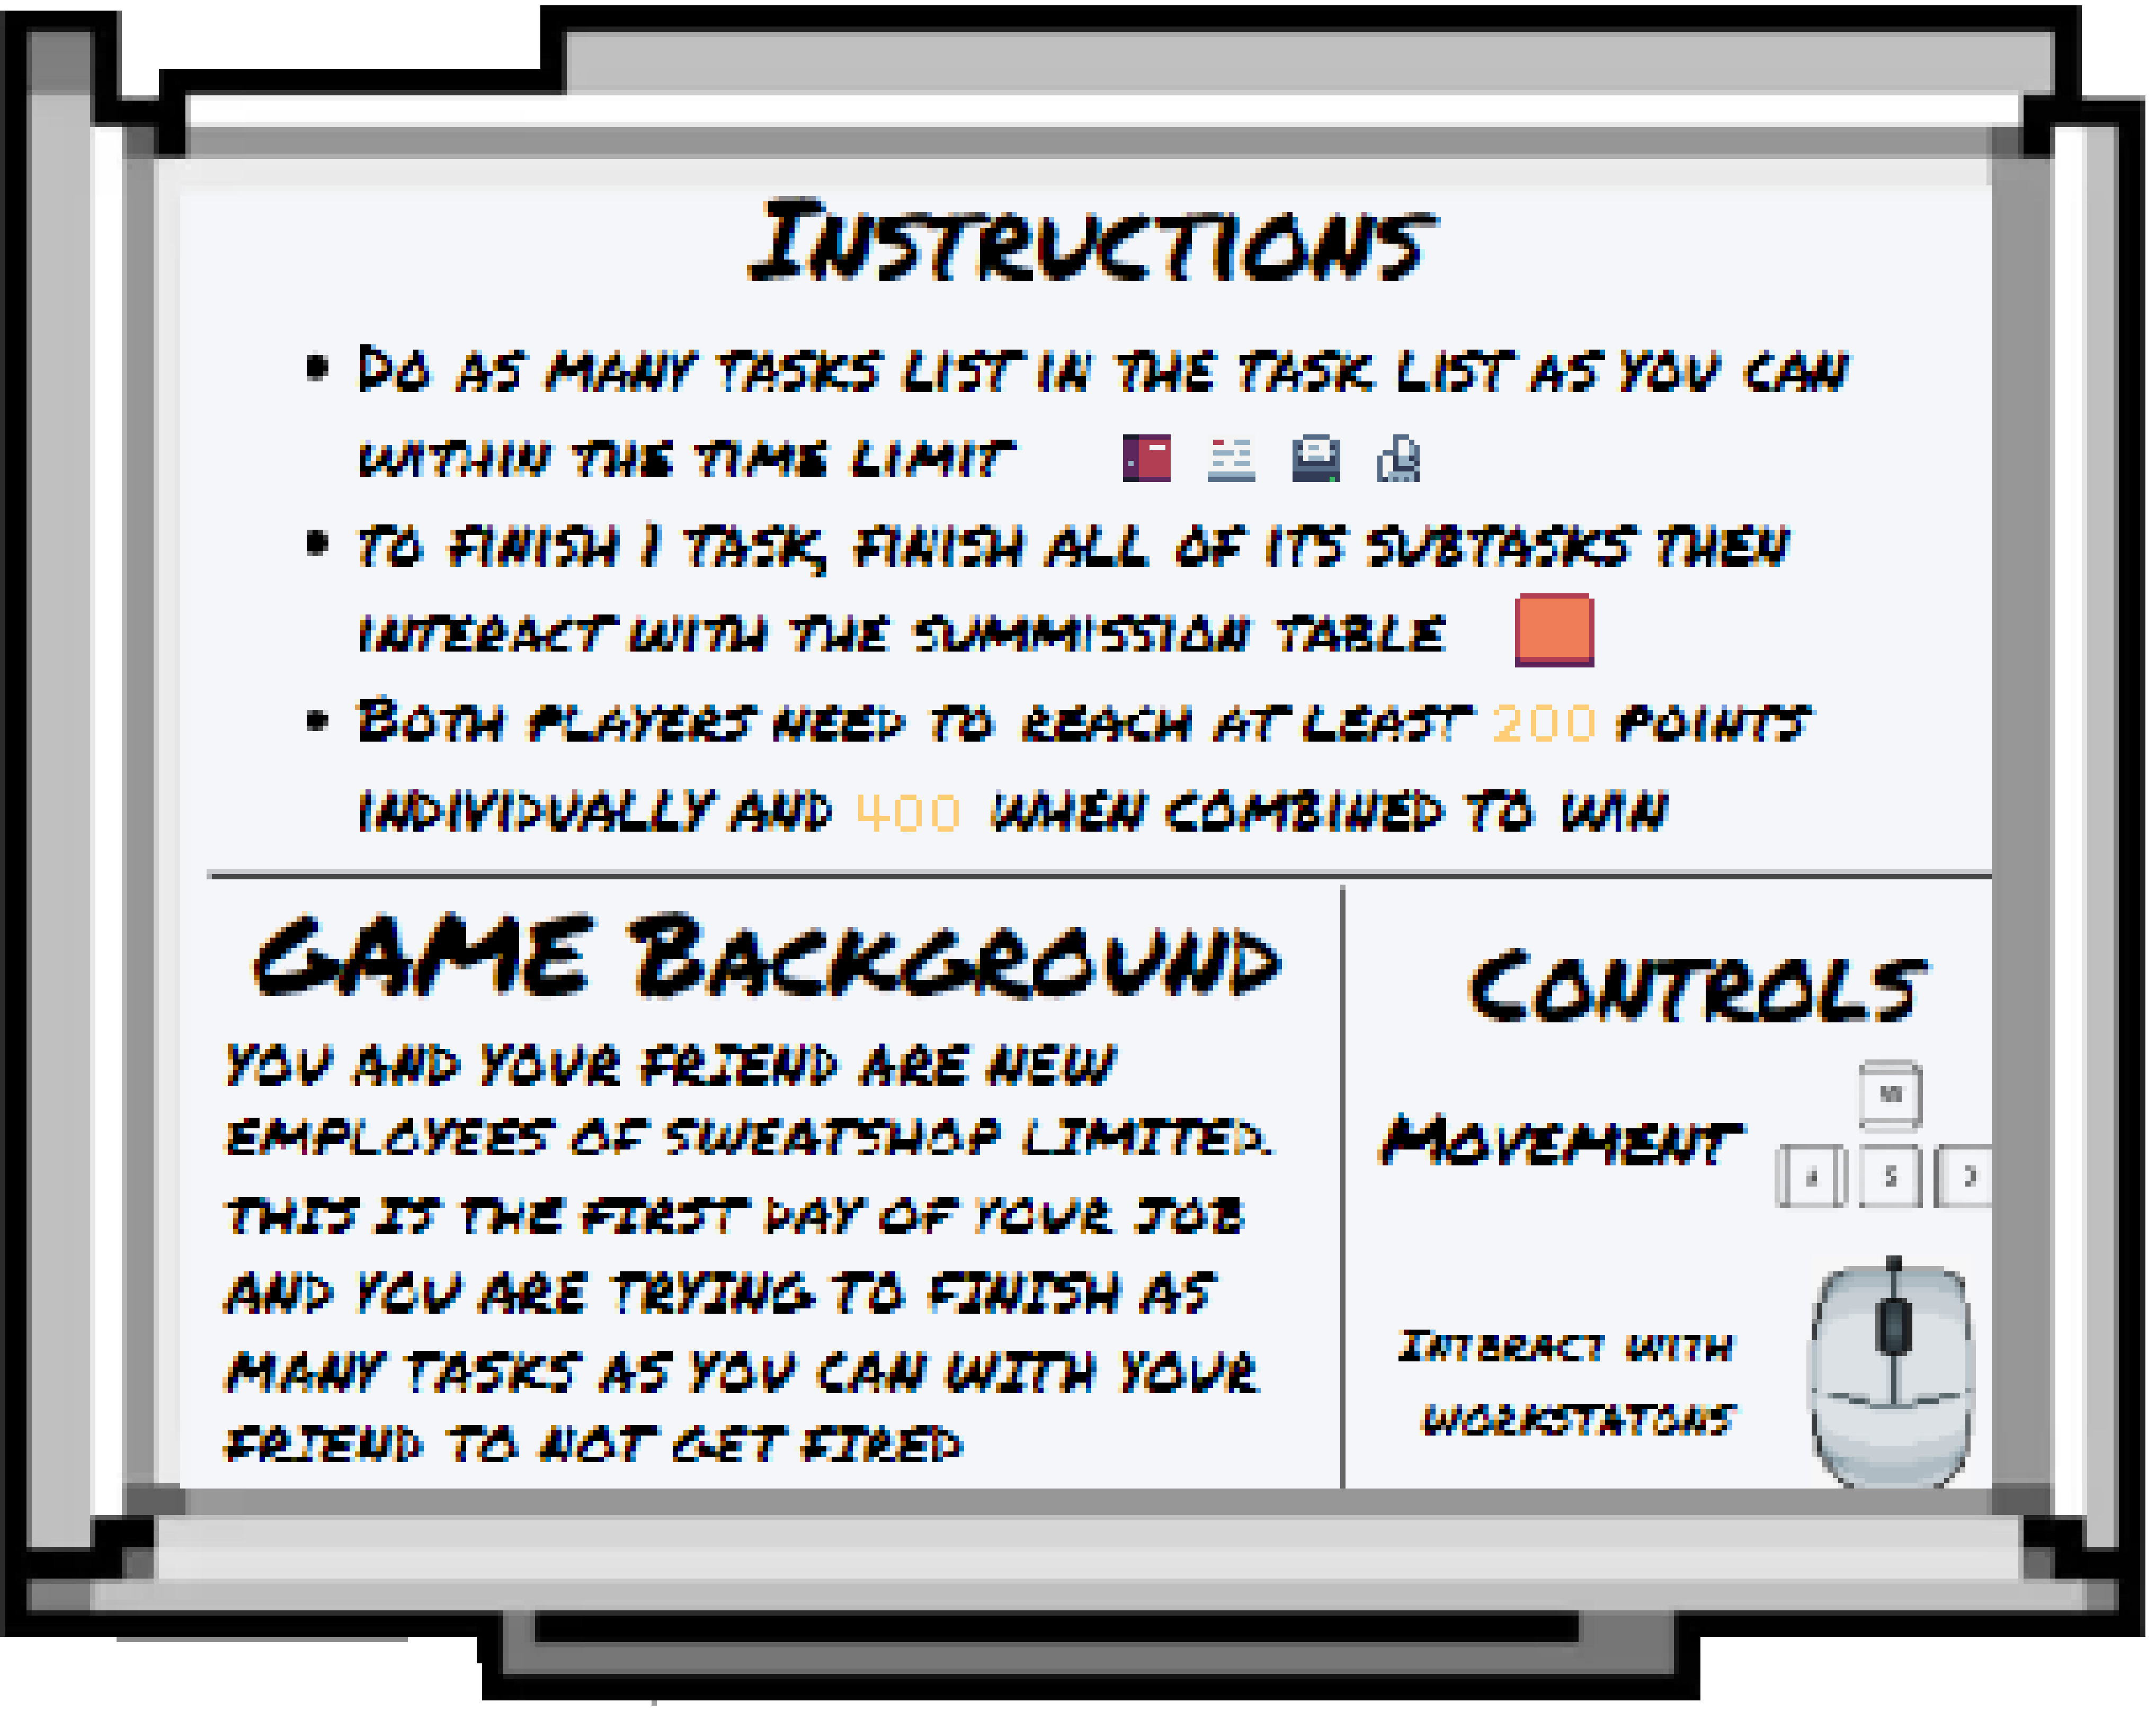 Instructions
• Do as many tasks list in the task list as you can
within the time limit
• to finish 1 task, finish all of its subtasks then
interact with the summission table
• Both players need to reach at least 200 points
individually and 400 when combined to win
GAME Background
you and your friend are new
employees of sweatshop limited.
this is the first day of your job
and you are trying to finish as
many tasks as you can with your
friend to not get fired
Controls
Movement
W
A S D
Interact with
workstatons